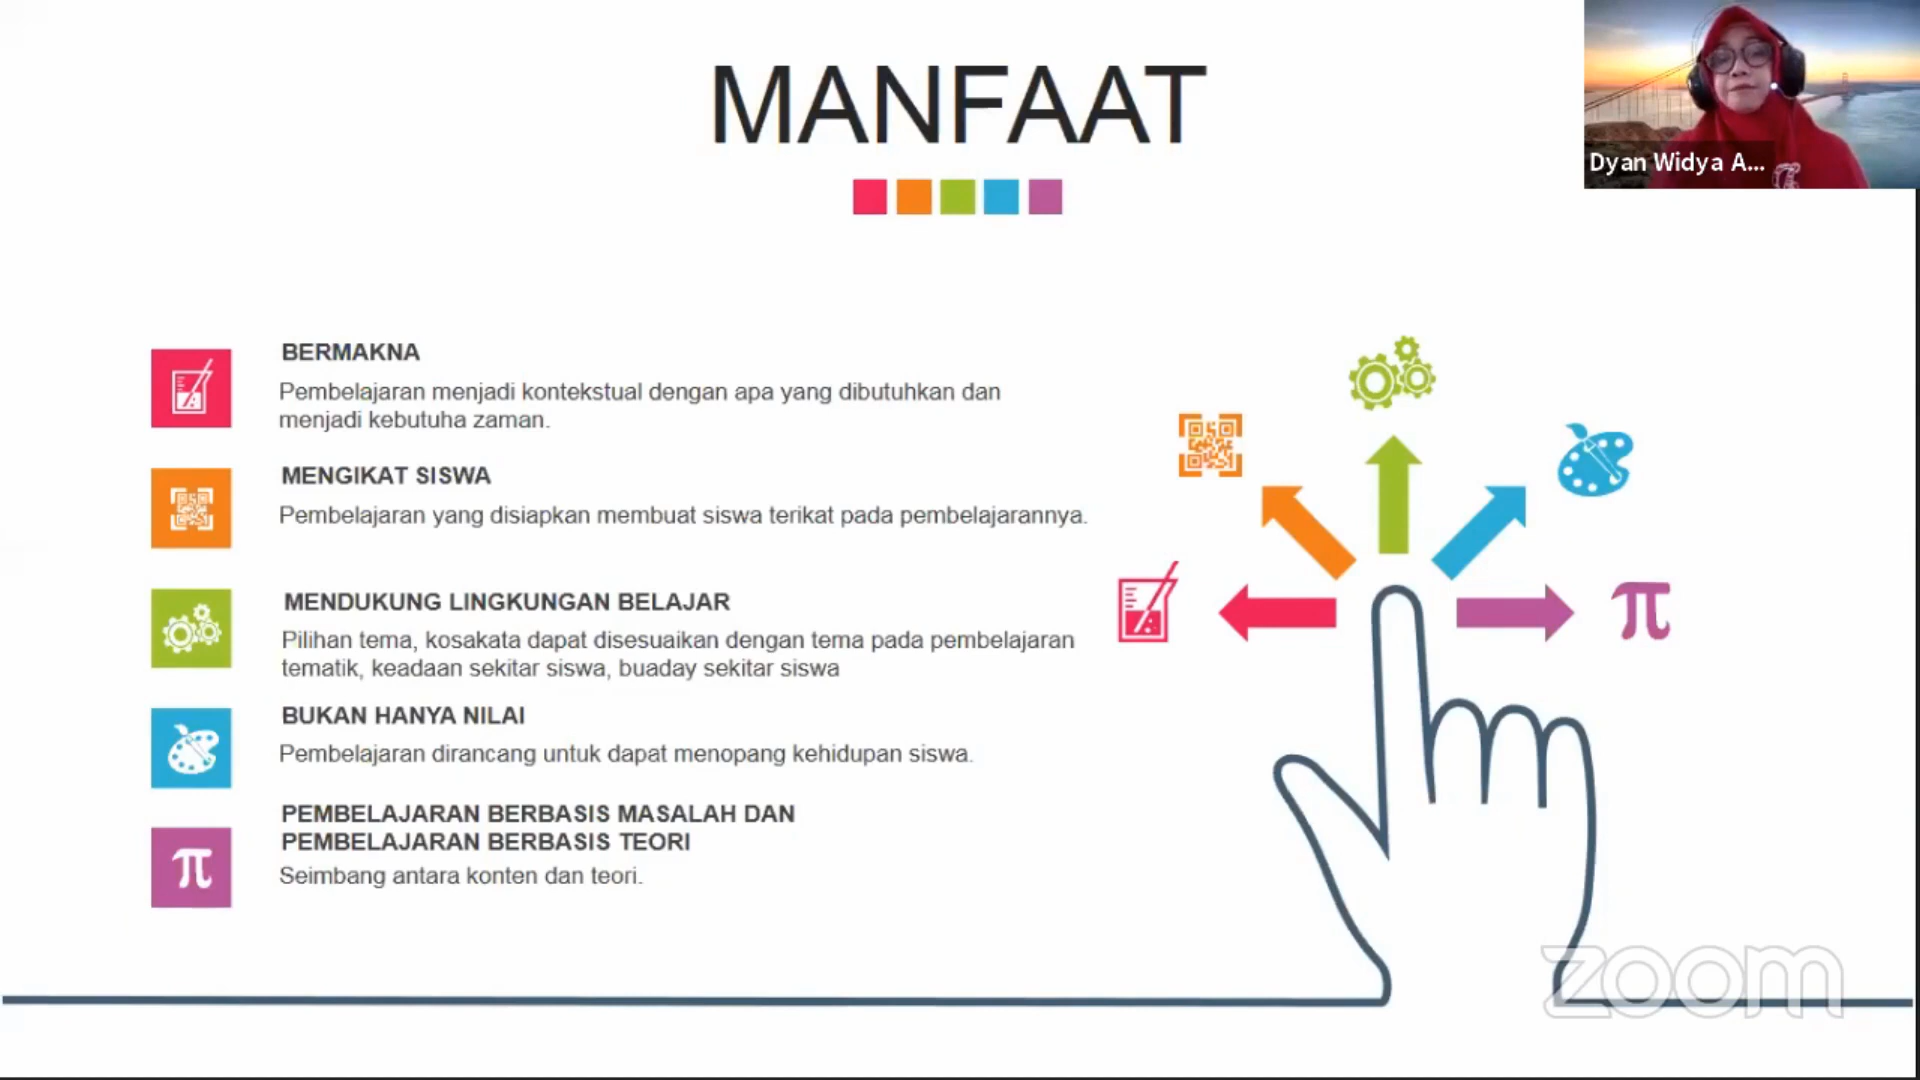 MANFAAT
Dyan Widya A...
BERMAKNA
Pembelajaran menjadi kontekstual dengan apa yang dibutuhkan dan
menjadi kebutuha zaman.
MENGIKAT SISWA
Pembelajaran yang disiapkan membuat siswa terikat pada pembelajarannya.
MENDUKUNG LINGKUNGAN BELAJAR
Pilihan tema, kosakata dapat disesuaikan dengan tema pada pembelajaran
tematik, keadaan sekitar siswa, buaday sekitar siswa
BUKAN HANYA NILAI
Pembelajaran dirancang untuk dapat menopang kehidupan siswa.
PEMBELAJARAN BERBASIS MASALAH DAN
PEMBELAJARAN BERBASIS TEORI
Seimbang antara konten dan teori.
π
π
zoom